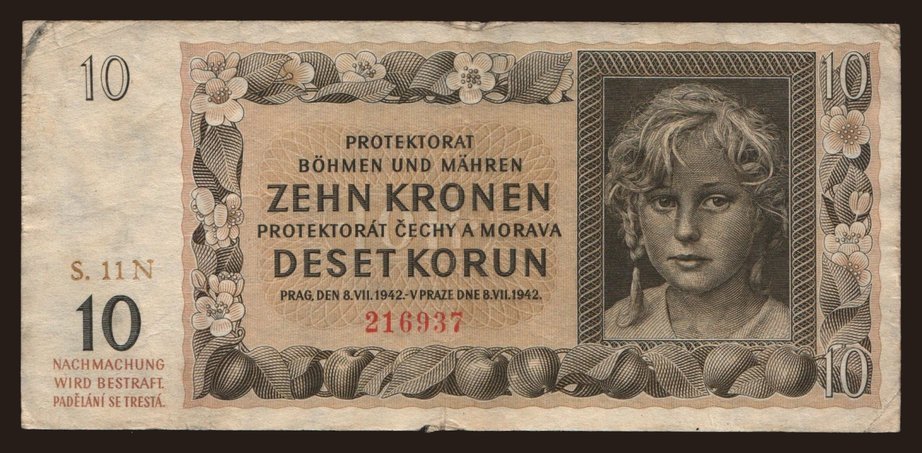 10
10
PROTEKTORAT
BÖHMEN UND MÄHREN
ZEHN KRONEN
PROTEKTORÁT ČECHY A MORAVA
DESET KORUN
PRAG, DEN 8. VII. 1942.-V PRAZE DNE 8. VII. 1942.
216937
S. 11 N
10
NACHMACHUNG
WIRD BESTRAFT.
PADĚLÁNÍ SE TRESTÁ.
10